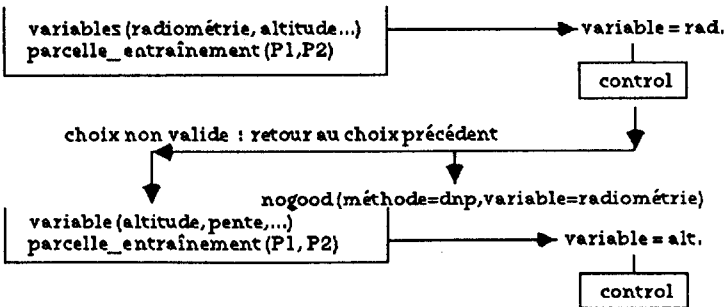 variables (radiométrie, altitude...)
parcelle_entraînement (P1,P2)
variable = rad.
control
choix non valide : retour au choix précédent
nogood (méthode=dnp,variable=radiométrie)
variable (altitude, pente,...)
parcelle_entraînement (P1, P2)
variable = alt.
control